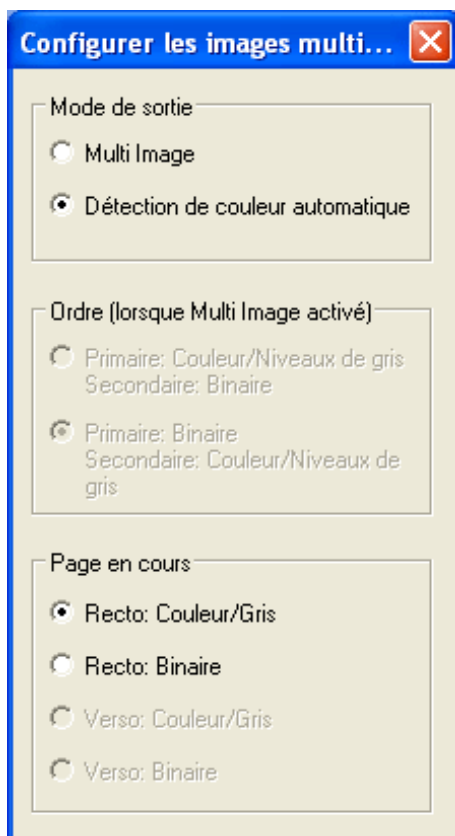 Configurer les images multi...
Mode de sortie
Multi Image
Détection de couleur automatique
Ordre (lorsque Multi Image activé)
Primaire: Couleur/Niveaux de gris
Secondaire: Binaire
Primaire: Binaire
Secondaire: Couleur/Niveaux de
gris
Page en cours
Recto: Couleur/Gris
Recto: Binaire
Verso: Couleur/Gris
Verso: Binaire